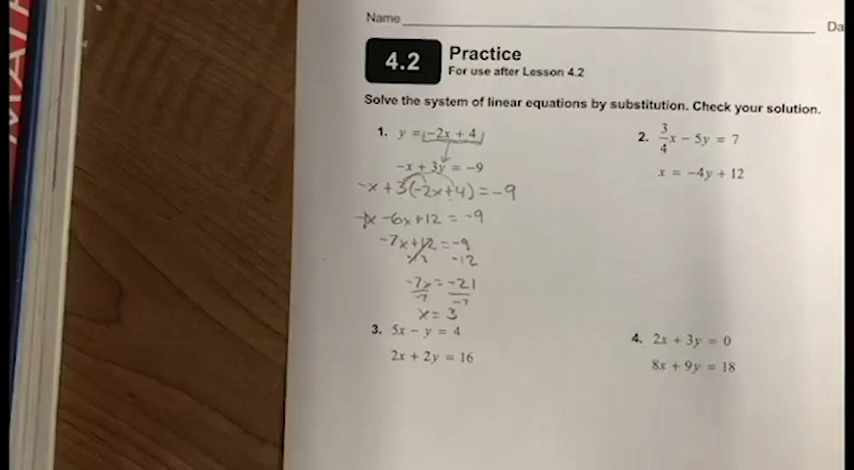 Name
Da
4.2 Practice
For use after Lesson 4.2
Solve the system of linear equations by substitution. Check your solution.
1. y = -2x + 4
-x + 3y = -9
-x + 3(-2x+4) = -9
-x -6x+12 = -9
-7x+12 = -9
-12 -12
-7x = -21
-7 -7
x = 3
2. 3/4 x - 5y = 7
x = -4y + 12
3. 5x - y = 4
2x + 2y = 16
4. 2x + 3y = 0
8x + 9y = 18